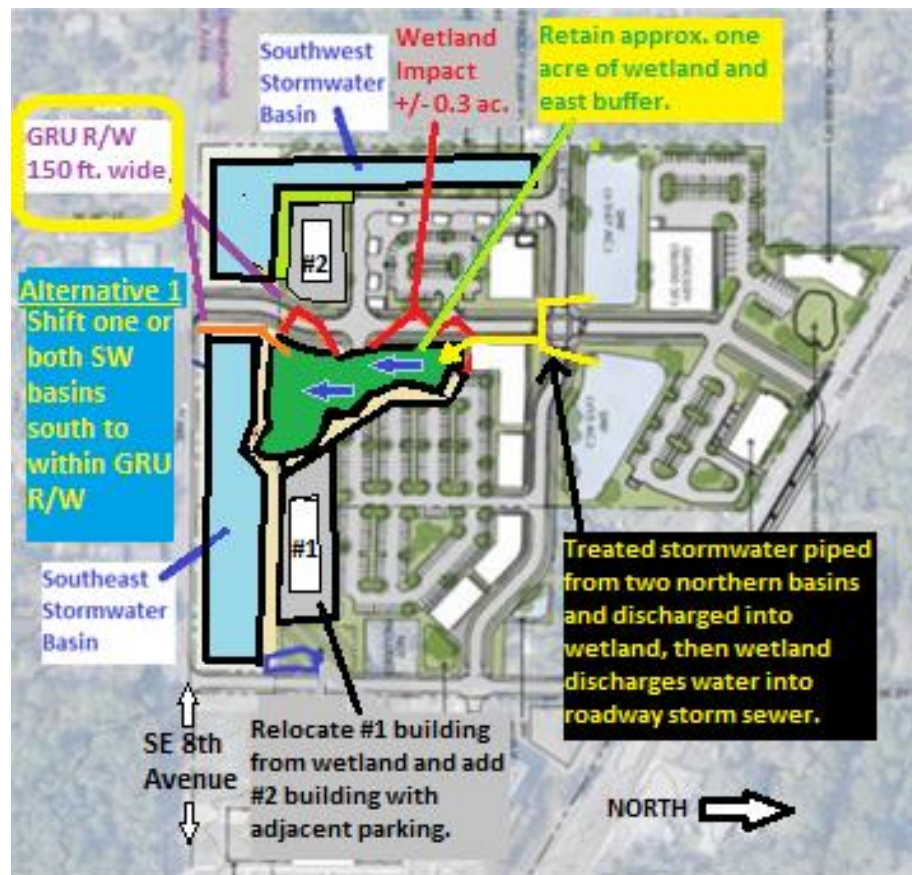 Southwest
Stormwater
Basin
Wetland
Impact
+/- 0.3 ac.
Retain approx. one
acre of wetland and
east buffer.
GRU R/W
150 ft. wide
#2
Alternative 1
Shift one or
both SW
basins
south to
within GRU
R/W
#1
Southeast
Stormwater
Basin
Treated stormwater piped
from two northern basins
and discharged into
wetland, then wetland
discharges water into
roadway storm sewer.
SE 8th
Avenue
Relocate #1 building
from wetland and add
#2 building with
adjacent parking.
NORTH